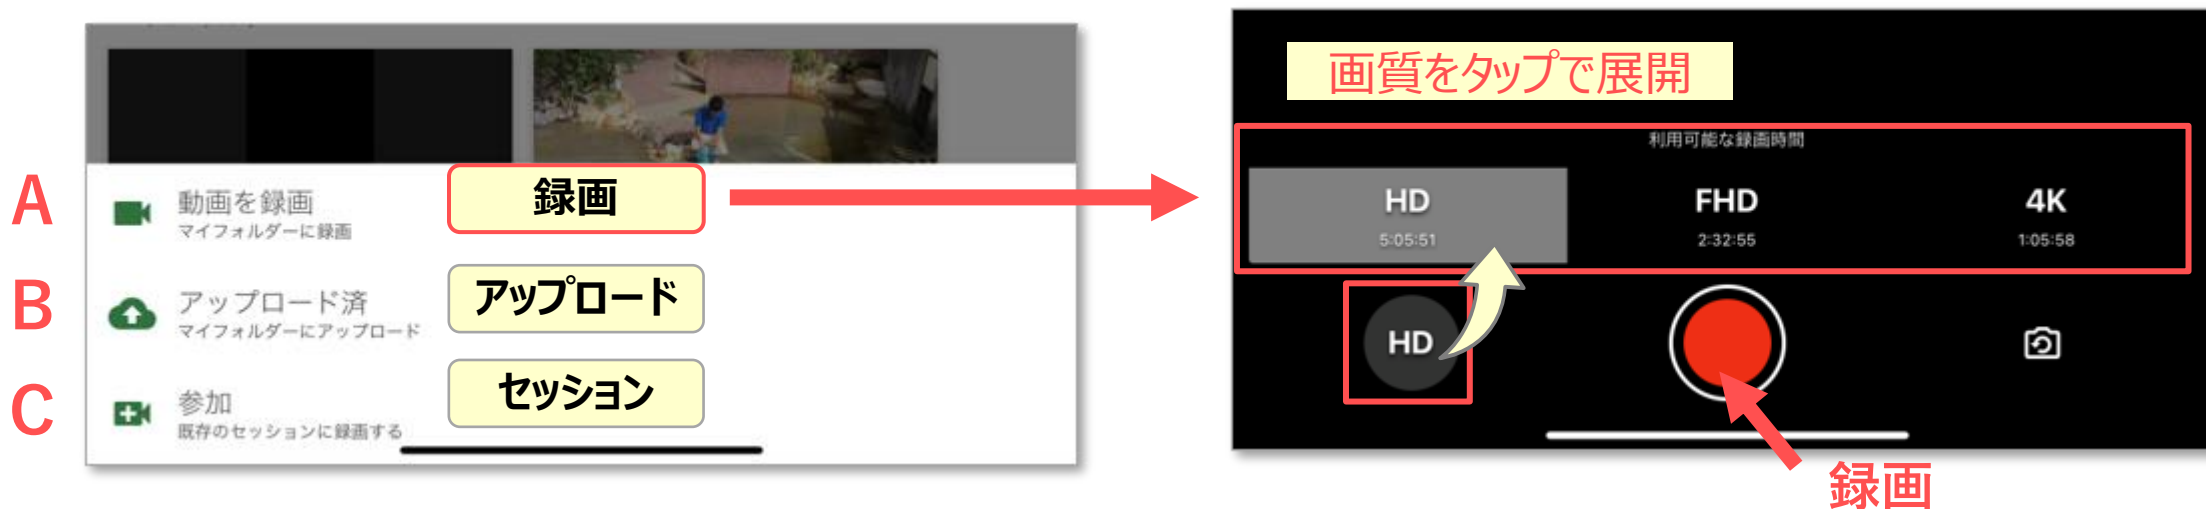 A
動画を録画
マイフォルダーに録画
録画
B
アップロード済
マイフォルダーにアップロード
アップロード
C
参加
既存のセッションに録画する
セッション
画質をタップで展開
利用可能な録画時間
HD
5:05:51
FHD
2:32:55
4K
1:05:58
HD
録画